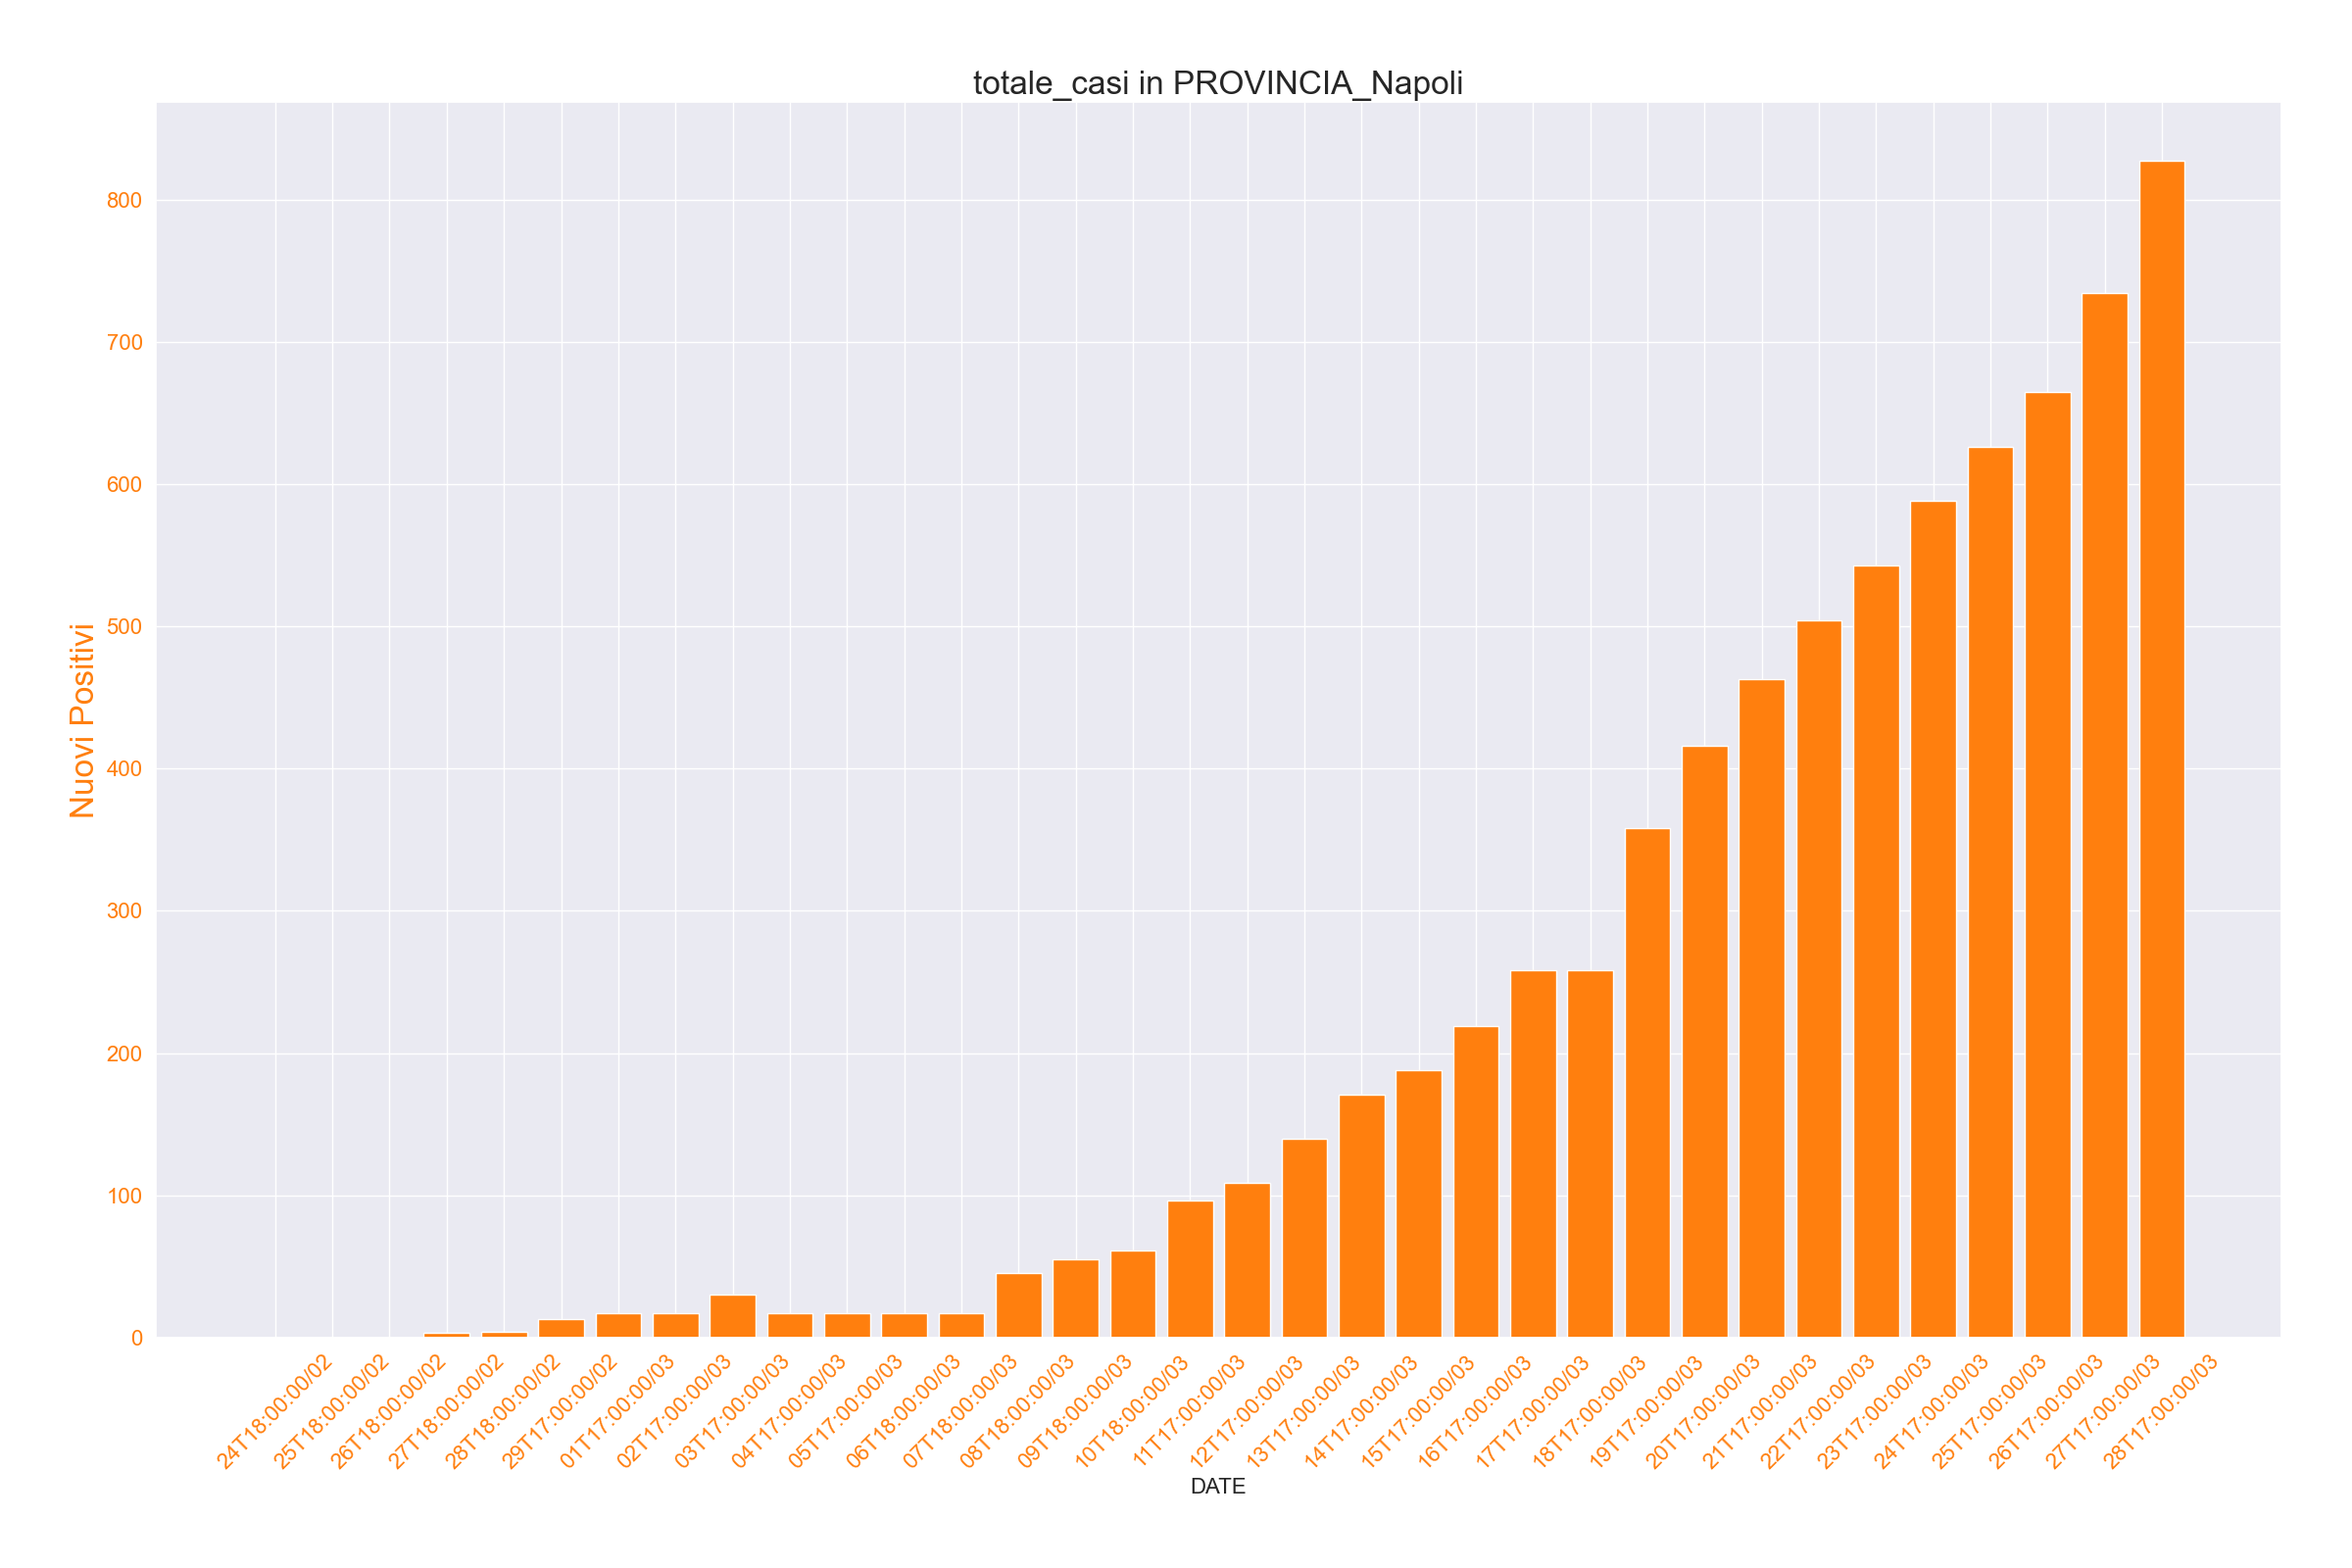 totale_casi in PROVINCIA_Napoli
Nuovi Positivi
800
700
600
500
400
300
200
100
0
24T18:00:00/02
25T18:00:00/02
26T18:00:00/02
27T18:00:00/02
28T18:00:00/02
29T17:00:00/02
01T17:00:00/03
02T17:00:00/03
03T17:00:00/03
04T17:00:00/03
05T17:00:00/03
06T18:00:00/03
07T18:00:00/03
08T18:00:00/03
09T18:00:00/03
10T18:00:00/03
11T17:00:00/03
12T17:00:00/03
13T17:00:00/03
14T17:00:00/03
15T17:00:00/03
16T17:00:00/03
17T17:00:00/03
18T17:00:00/03
19T17:00:00/03
20T17:00:00/03
21T17:00:00/03
22T17:00:00/03
23T17:00:00/03
24T17:00:00/03
25T17:00:00/03
26T17:00:00/03
27T17:00:00/03
28T17:00:00/03
DATE